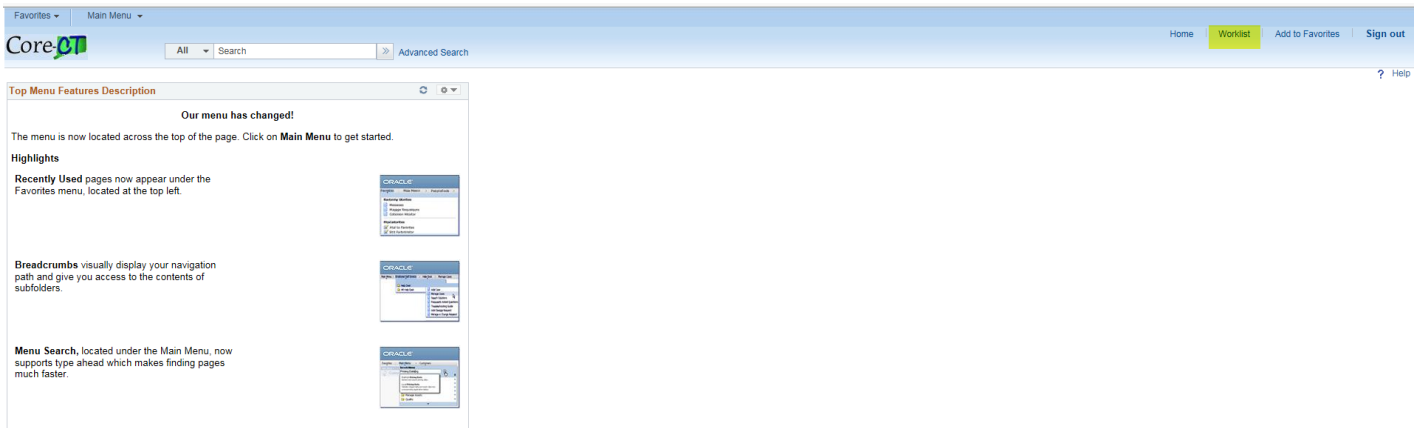 Favorites Main Menu
Core-CT
All Search Advanced Search
Home Worklist Add to Favorites Sign out
? Help
Top Menu Features Description
Our menu has changed!
The menu is now located across the top of the page. Click on Main Menu to get started.
Highlights
Recently Used pages now appear under the
Favorites menu, located at the top left.
ORACLE
Breadcrumbs visually display your navigation
path and give you access to the contents of
subfolders.
ORACLE
Menu Search, located under the Main Menu, now
supports type ahead which makes finding pages
much faster.
ORACLE